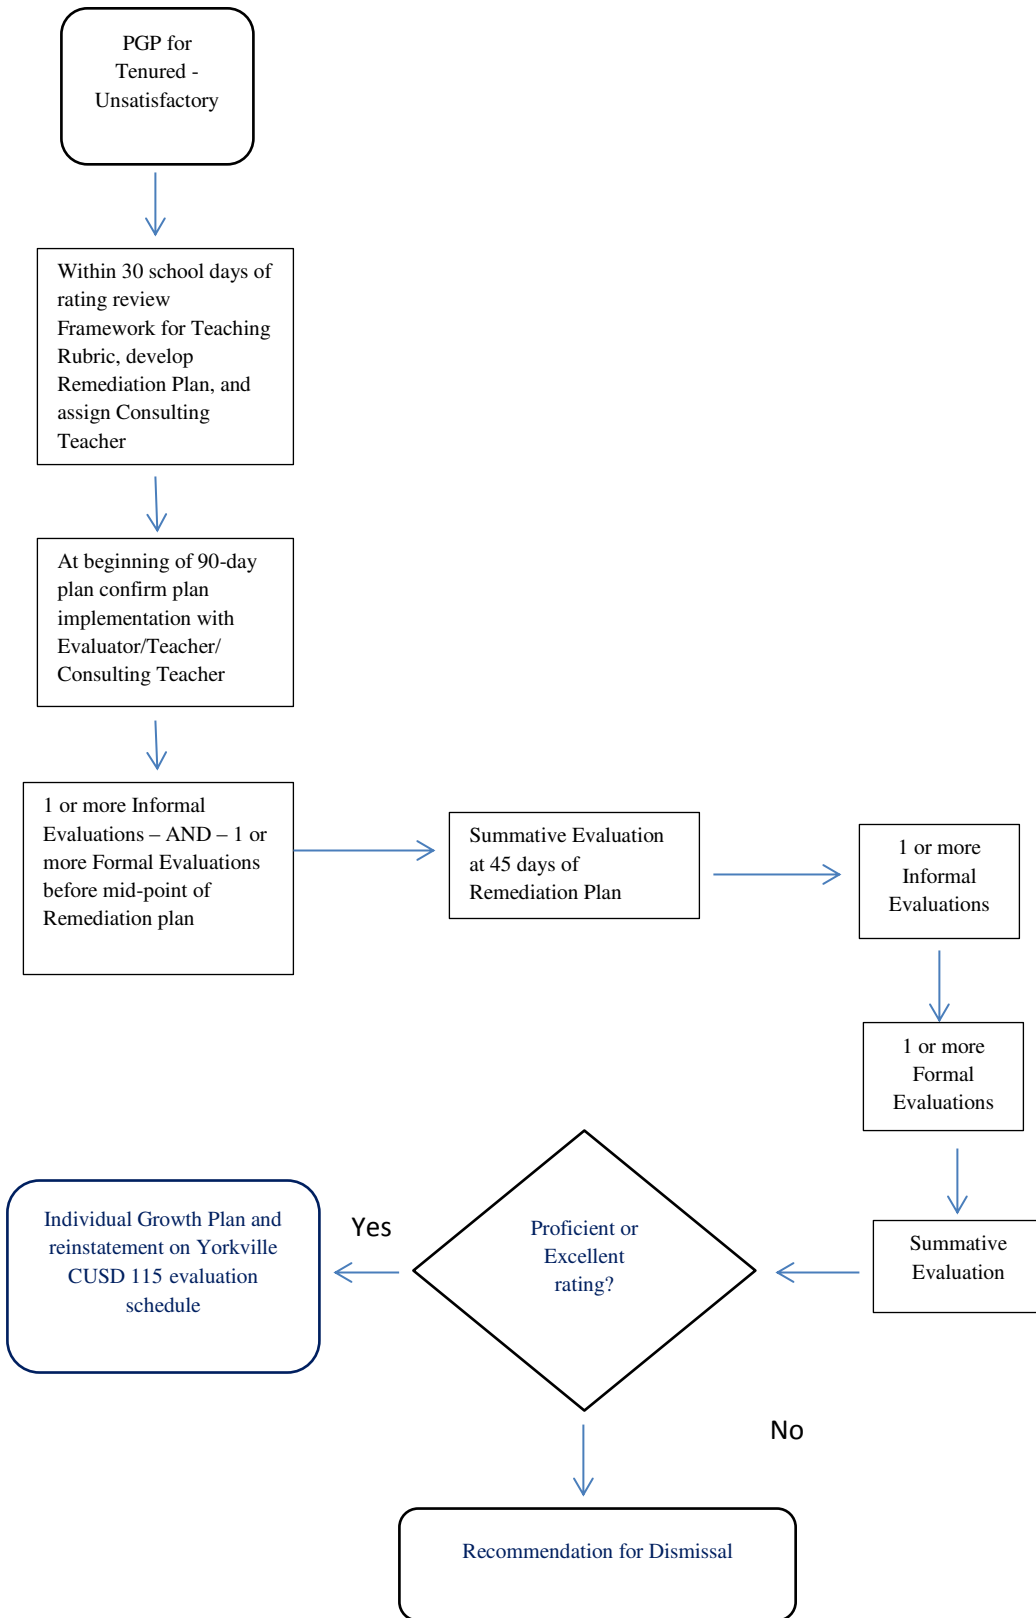 PGP for
Tenured -
Unsatisfactory
Within 30 school days of
rating review
Framework for Teaching
Rubric, develop
Remediation Plan, and
assign Consulting
Teacher
At beginning of 90-day
plan confirm plan
implementation with
Evaluator/Teacher/
Consulting Teacher
1 or more Informal
Evaluations – AND – 1 or
more Formal Evaluations
before mid-point of
Remediation plan
Summative Evaluation
at 45 days of
Remediation Plan
1 or more
Informal
Evaluations
1 or more
Formal
Evaluations
Summative
Evaluation
Proficient or
Excellent
rating?
Yes
Individual Growth Plan and
reinstatement on Yorkville
CUSD 115 evaluation
schedule
No
Recommendation for Dismissal